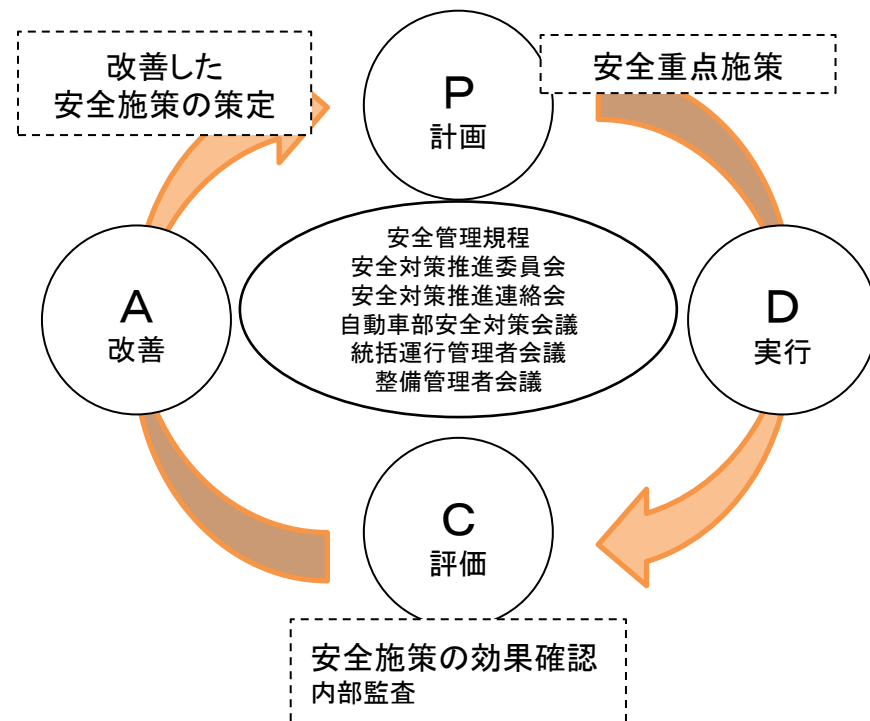 改善した
安全施策の策定
P
計画
安全重点施策
安全管理規程
安全対策推進委員会
安全対策推進連絡会
自動車部安全対策会議
統括運行管理者会議
整備管理者会議
A
改善
D
実行
C
評価
安全施策の効果確認
内部監査